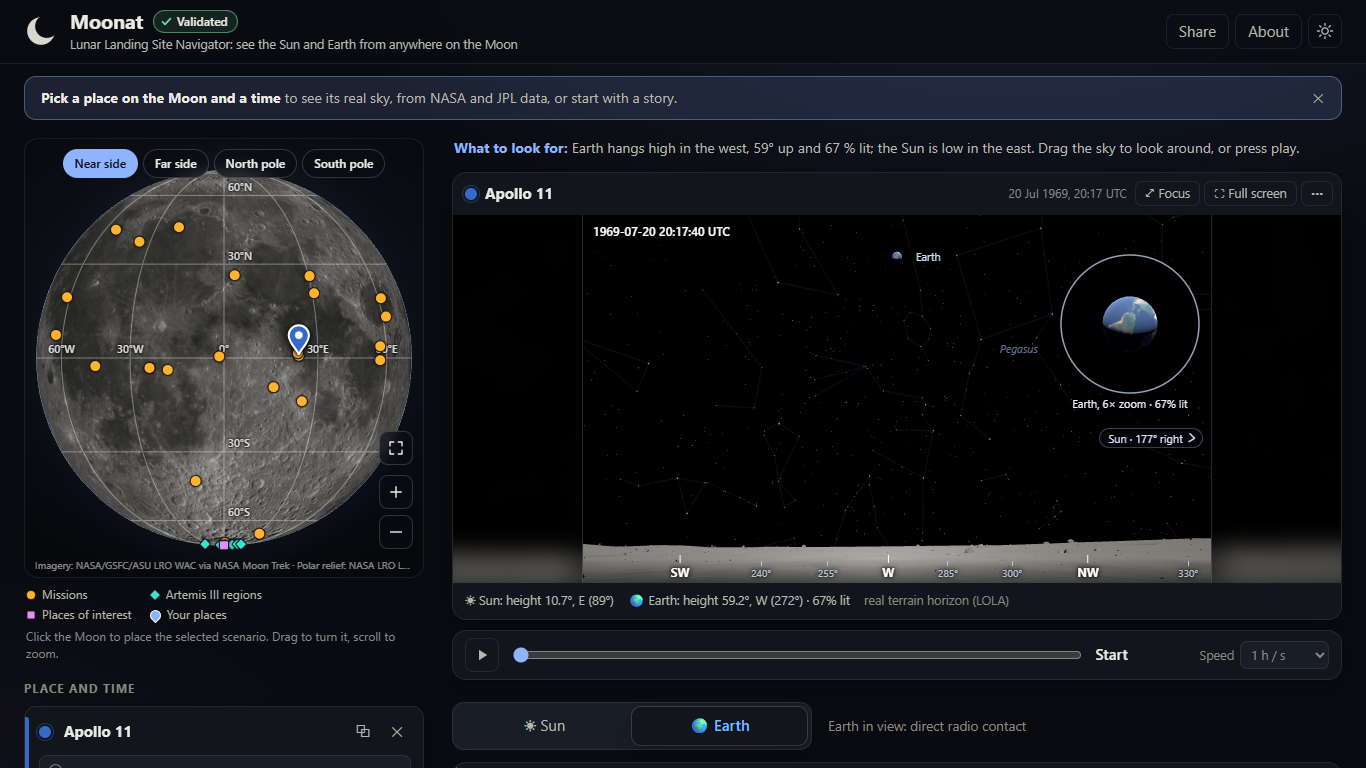 Moonat
Validated
Lunar Landing Site Navigator: see the Sun and Earth from anywhere on the Moon
Share
About
Pick a place on the Moon and a time to see its real sky, from NASA and JPL data, or start with a story.
Near side
Far side
North pole
South pole
60°N
30°N
60°W
30°W
0°
30°E
0°E
30°S
60°S
Imagery: NASA/GSFC/ASU LRO WAC via NASA Moon Trek · Polar relief: NASA LRO L...
Missions
Artemis III regions
Places of interest
Your places
Click the Moon to place the selected scenario. Drag to turn it, scroll to
zoom.
PLACE AND TIME
Apollo 11
What to look for: Earth hangs high in the west, 59° up and 67 % lit; the Sun is low in the east. Drag the sky to look around, or press play.
Apollo 11
20 Jul 1969, 20:17 UTC
Focus
Full screen
1969-07-20 20:17:40 UTC
Earth
Pegasus
Earth, 6× zoom · 67% lit
Sun · 177° right
SW
240°
255°
W
285°
300°
NW
330°
Sun: height 10.7°, E (89°)
Earth: height 59.2°, W (272°) · 67% lit
real terrain horizon (LOLA)
Start
Speed
1 h / s
Sun
Earth
Earth in view: direct radio contact